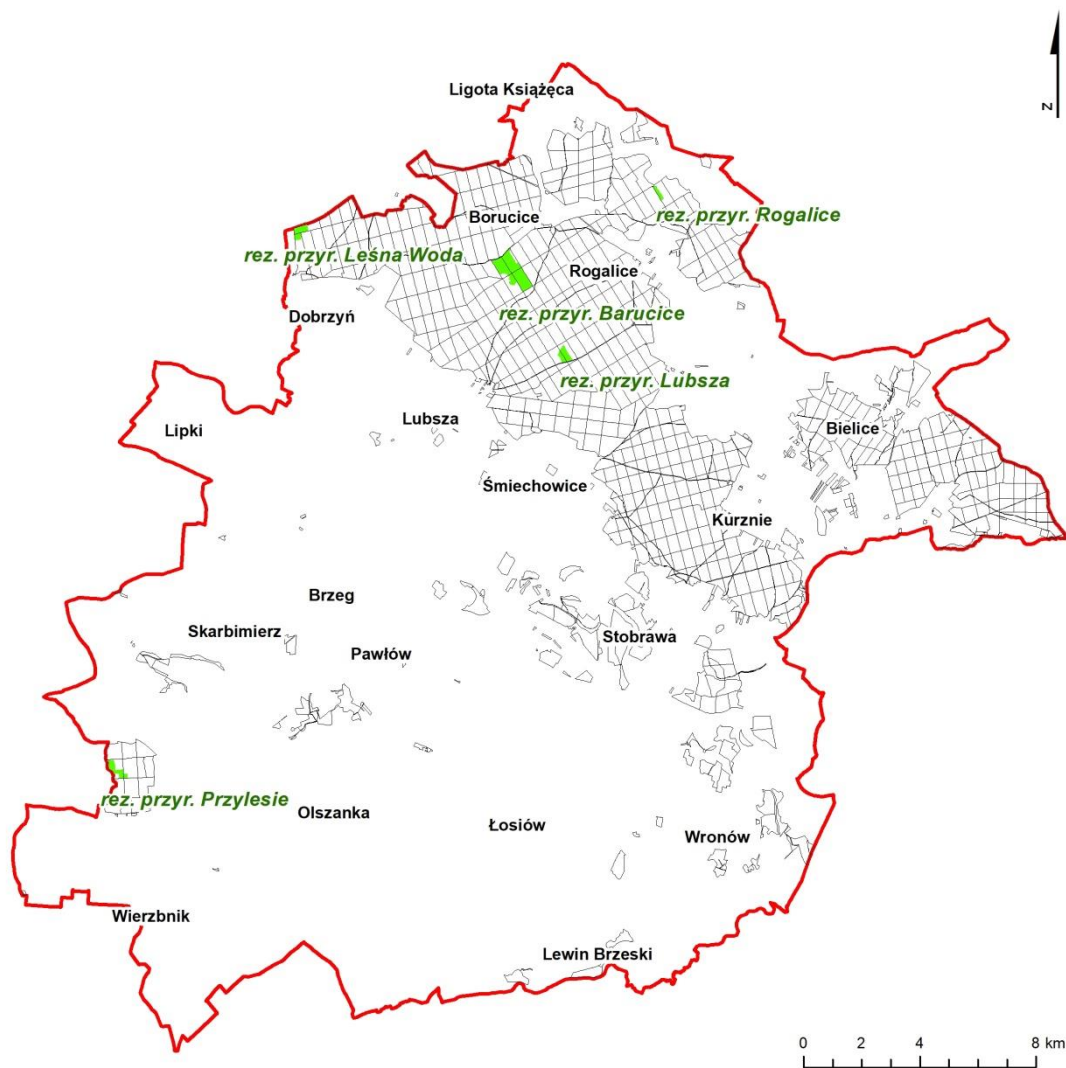 Ligota Książęca
N
Borucice
rez. przyr. Rogalice
rez. przyr. Leśna Woda
Rogalice
Dobrzyń
rez. przyr. Barucice
rez. przyr. Lubsza
Lubsza
Lipki
Bielice
Śmiechowice
Kurznie
Brzeg
Skarbimierz
Stobrawa
Pawłów
rez. przyr. Przylesie
Olszanka
Łosiów
Wronów
Wierzbnik
Lewin Brzeski
0 2 4 8 km